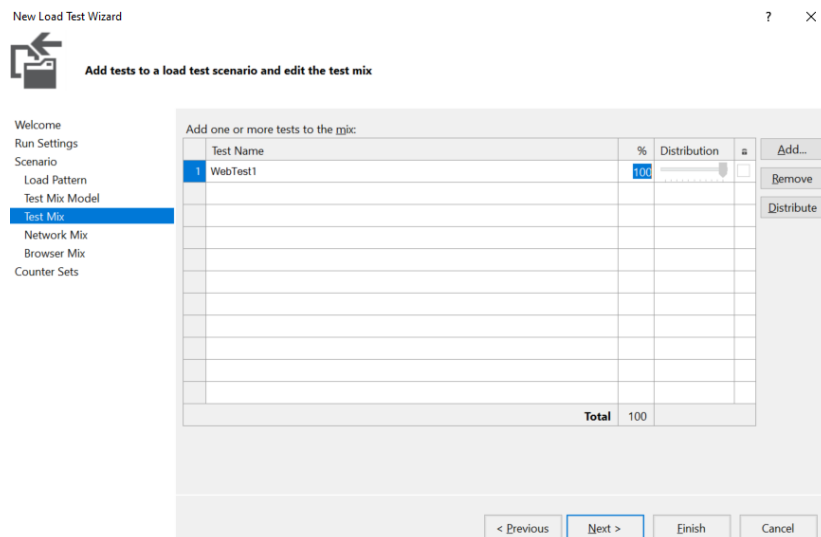 New Load Test Wizard
?
Add tests to a load test scenario and edit the test mix
Welcome
Run Settings
Scenario
Load Pattern
Test Mix Model
Test Mix
Network Mix
Browser Mix
Counter Sets
Add one or more tests to the mix:
Test Name % Distribution
1 WebTest1 100
Total 100
Add...
Remove
Distribute
< Previous Next > Finish Cancel